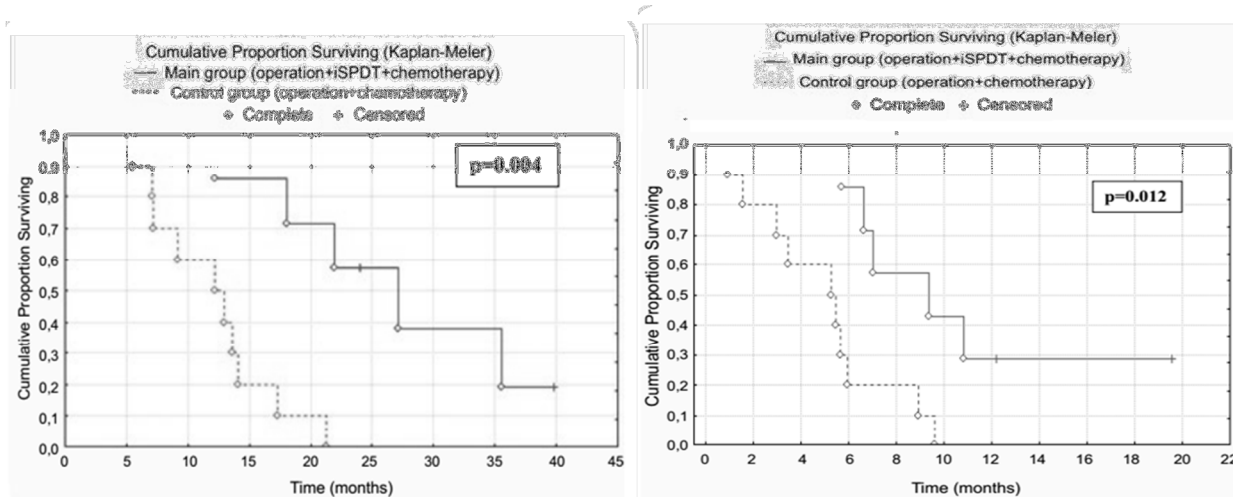 Cumulative Proportion Surviving (Kaplan-Meler)
Main group (operation+iSPDT+chemotherapy)
Control group (operation+chemotherapy)
Complete + Censored
p=0.004
Cumulative Proportion Surviving
1,0
0,9
0,8
0,7
0,6
0,5
0,4
0,3
0,2
0,1
0,0
0 5 10 15 20 25 30 35 40 45
Time (months)
Cumulative Proportion Surviving (Kaplan-Meler)
Main group (operation+iSPDT+chemotherapy)
Control group (operation+chemotherapy)
Complete + Censored
p=0.012
Cumulative Proportion Surviving
1,0
0,9
0,8
0,7
0,6
0,5
0,4
0,3
0,2
0,1
0,0
0 2 4 6 8 10 12 14 16 18 20 22
Time (months)